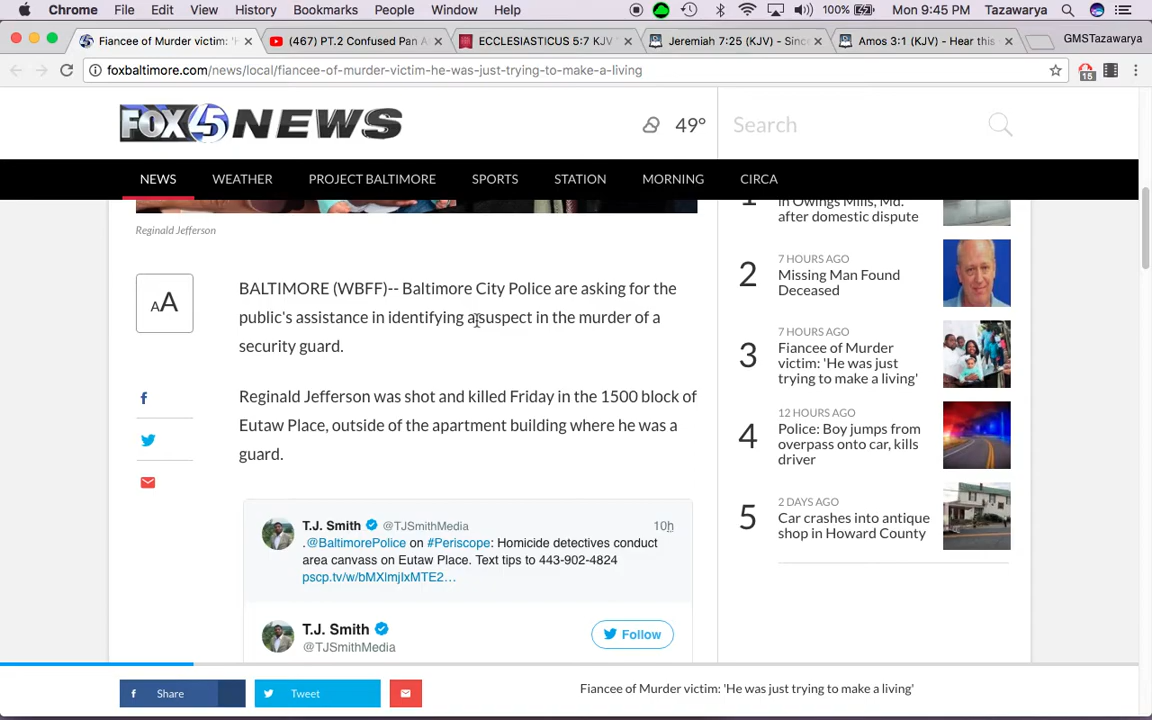 Chrome File Edit View History Bookmarks People Window Help 100% Mon 9:45 PM Tazawarya
Fiancee of Murder victim: '
(467) PT.2 Confused Pan A
ECCLESIASTICUS 5:7 KJV
Jeremiah 7:25 (KJV) - Sinc
Amos 3:1 (KJV) - Hear this
GMSTazawarya
foxbaltimore.com/news/local/fiancee-of-murder-victim-he-was-just-trying-to-make-a-living
15
FOX 45 NEWS
49°
Search
NEWS WEATHER PROJECT BALTIMORE SPORTS STATION MORNING CIRCA
Reginald Jefferson
AA
BALTIMORE (WBFF)-- Baltimore City Police are asking for the
public's assistance in identifying a suspect in the murder of a
security guard.
Reginald Jefferson was shot and killed Friday in the 1500 block of
Eutaw Place, outside of the apartment building where he was a
guard.
T.J. Smith @TJSmithMedia 10h
.@BaltimorePolice on #Periscope: Homicide detectives conduct
area canvass on Eutaw Place. Text tips to 443-902-4824
pscp.tv/w/bMXlmjIxMTE2…
T.J. Smith
@TJSmithMedia
Follow
in Owings Mills, Md.
after domestic dispute
2
7 HOURS AGO
Missing Man Found
Deceased
3
7 HOURS AGO
Fiancee of Murder
victim: 'He was just
trying to make a living'
4
12 HOURS AGO
Police: Boy jumps from
overpass onto car, kills
driver
5
2 DAYS AGO
Car crashes into antique
shop in Howard County
Share
Tweet
Fiancee of Murder victim: 'He was just trying to make a living'